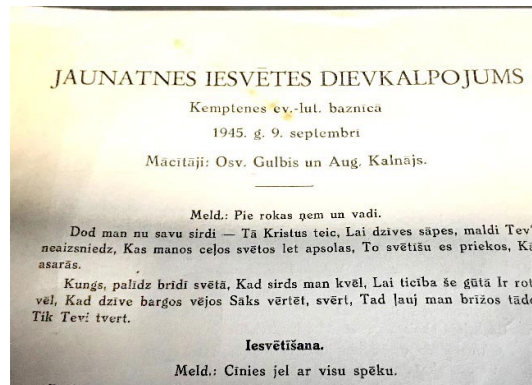 JAUNATNES IESVĒTES DIEVKALPOJUMS
Kemptenes ev.-lut. baznīcā
1945. g. 9. septembrī
Mācītāji: Osv. Gulbis un Aug. Kalnājs.
Meld.: Pie rokas ņem un vadi.
Dod man nu savu sirdi — Tā Kristus teic, Lai dzīves sāpes, maldi Tev'
neaizsniedz, Kas manos ceļos svētos iet apsolas, To svētīšu es priekos,
asarās.
Kungs, palīdz brīdī svētā, Kad sirds man kvēl, Lai ticība še gūtā Ir
vēl, Kad dzīve bargos vējos Sāks vērtēt, svērt, Tad ļauj man brīžos
Tik Tevi tvert.
Iesvētīšana.
Meld.: Cīnies jel ar visu spēku.